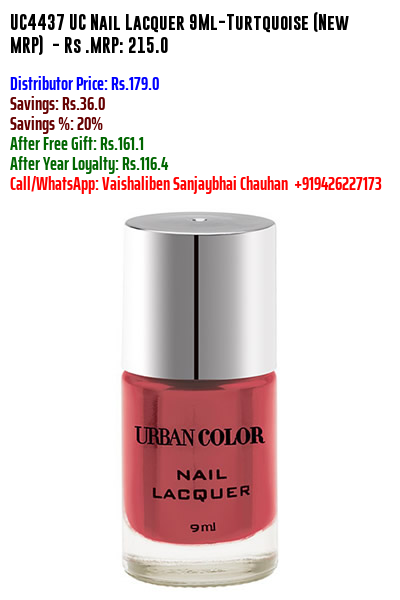 UC4437 UC Nail Lacquer 9Ml-Turtquoise (New
MRP) - Rs .MRP: 215.0
Distributor Price: Rs.179.0
Savings: Rs.36.0
Savings %: 20%
After Free Gift: Rs.161.1
After Year Loyalty: Rs.116.4
Call/WhatsApp: Vaishaliben Sanjaybhai Chauhan +919426227173
URBAN COLOR
NAIL
LACQUER
9ml